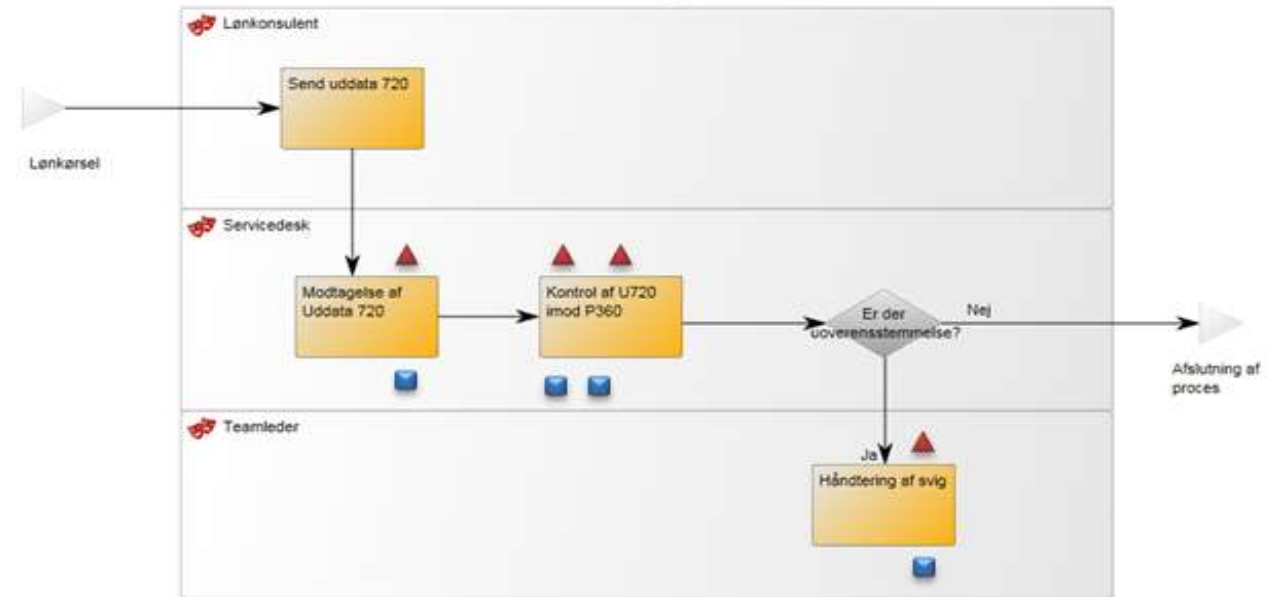 Lønkonsulent
Send uddata 720
Lønkørsel
Servicedesk
Modtagelse af
Uddata 720
Kontrol af U720
imod P360
Er der
uoverensstemmelse?
Nej
Afslutning af
proces
Teamleder
Ja
Håndtering af svig